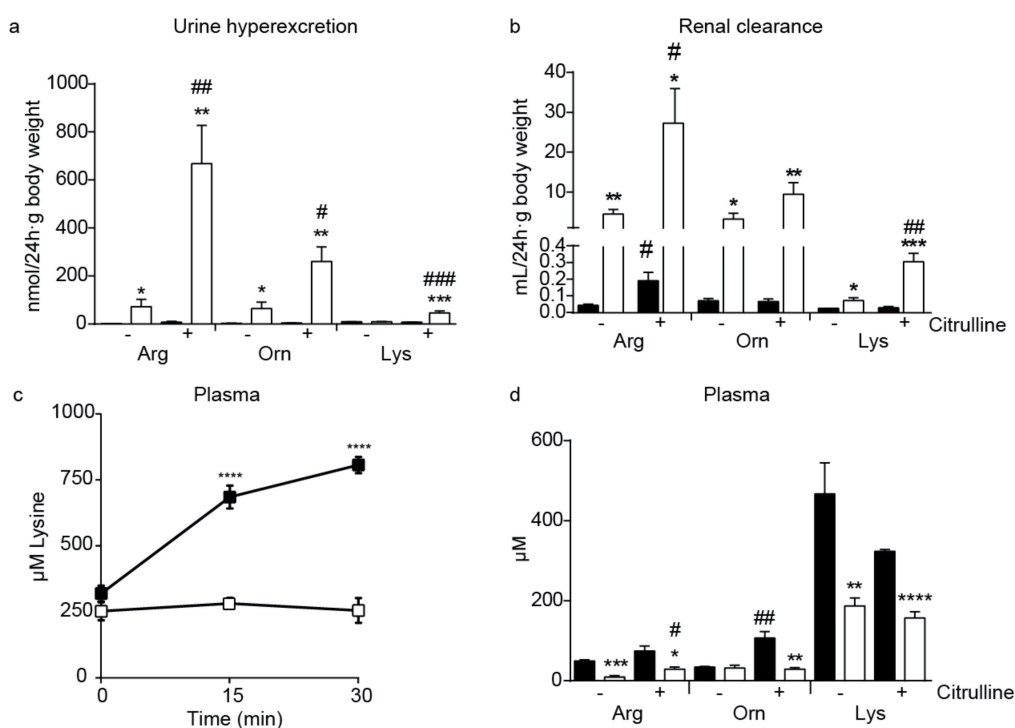 a
Urine hyperexcretion
nmol/24h·g body weight
1000
800
600
400
200
0
*
##
**
*
#
**
###
***
- + - + - +
Arg Orn Lys
b
Renal clearance
mL/24h·g body weight
40
30
20
10
0.4
0.3
0.2
0.1
0.0
**
#
#
*
*
**
*
##
***
- + - + - + Citrulline
Arg Orn Lys
c
Plasma
µM Lysine
1000
750
500
250
0
****
****
0 15 30
Time (min)
d
Plasma
µM
600
400
200
0
***
#
*
##
**
**
****
- + - + - + Citrulline
Arg Orn Lys